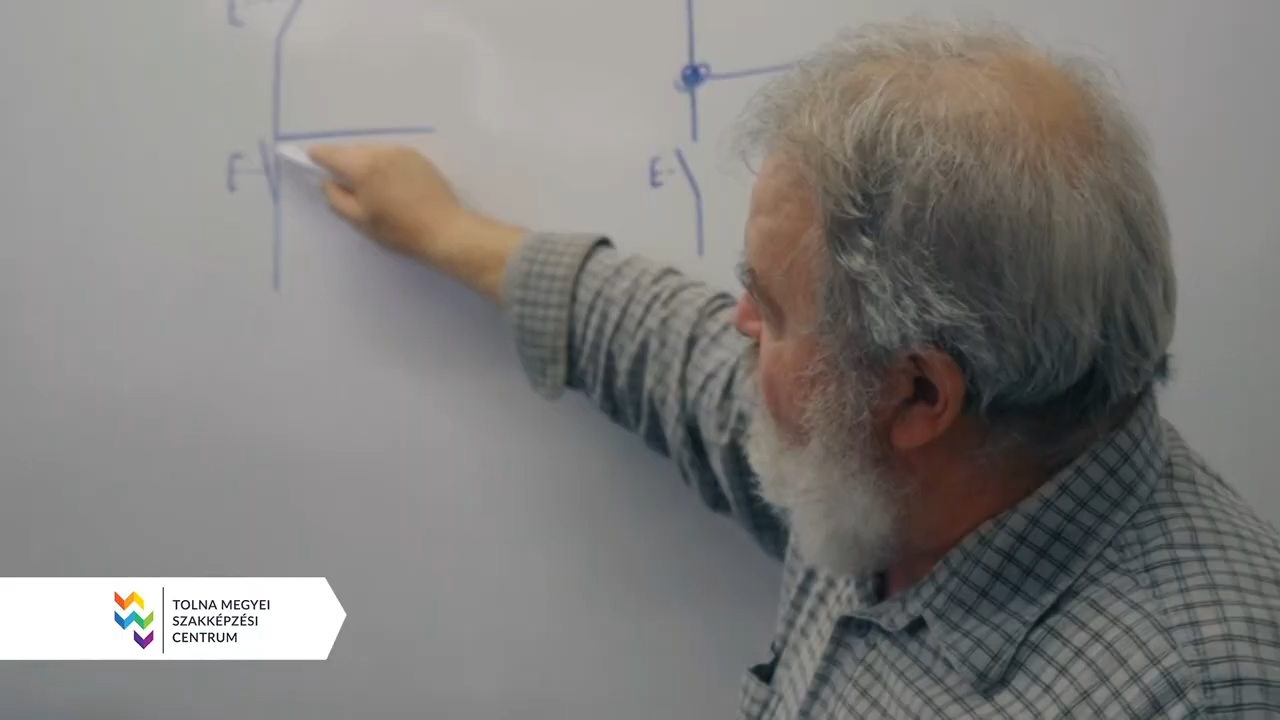 E-
E-
TOLNA MEGYEI
SZAKKÉPZÉSI
CENTRUM